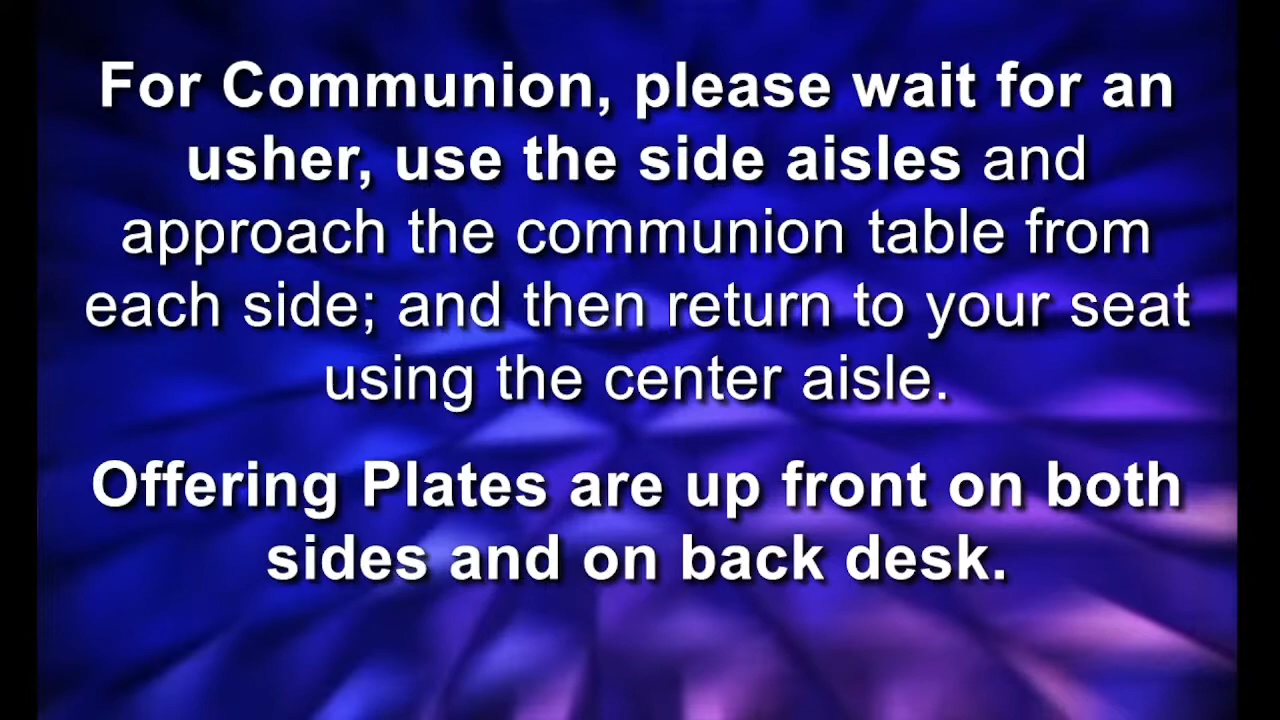 For Communion, please wait for an
usher, use the side aisles and
approach the communion table from
each side; and then return to your seat
using the center aisle.
Offering Plates are up front on both
sides and on back desk.